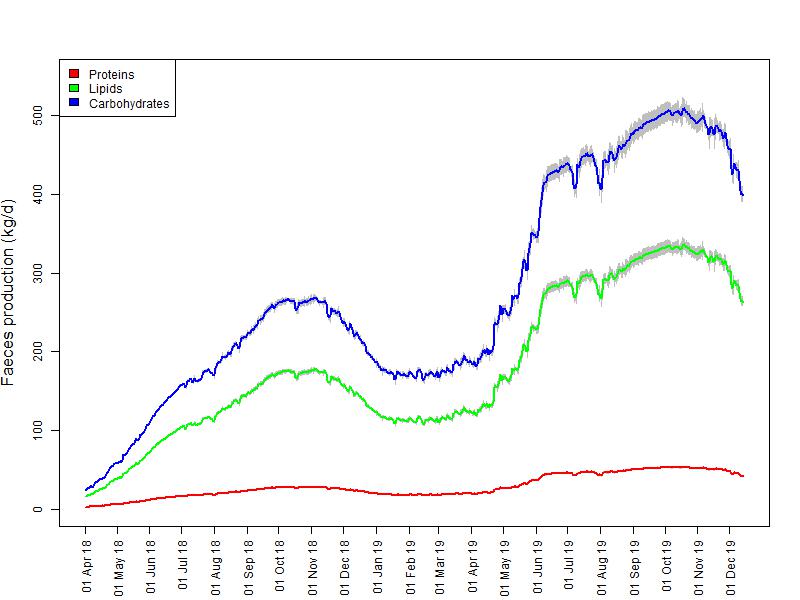 Proteins
Lipids
Carbohydrates
Faeces production (kg/d)
500
400
300
200
100
0
01 Apr 18
01 May 18
01 Jun 18
01 Jul 18
01 Aug 18
01 Sep 18
01 Oct 18
01 Nov 18
01 Dec 18
01 Jan 19
01 Feb 19
01 Mar 19
01 Apr 19
01 May 19
01 Jun 19
01 Jul 19
01 Aug 19
01 Sep 19
01 Oct 19
01 Nov 19
01 Dec 19